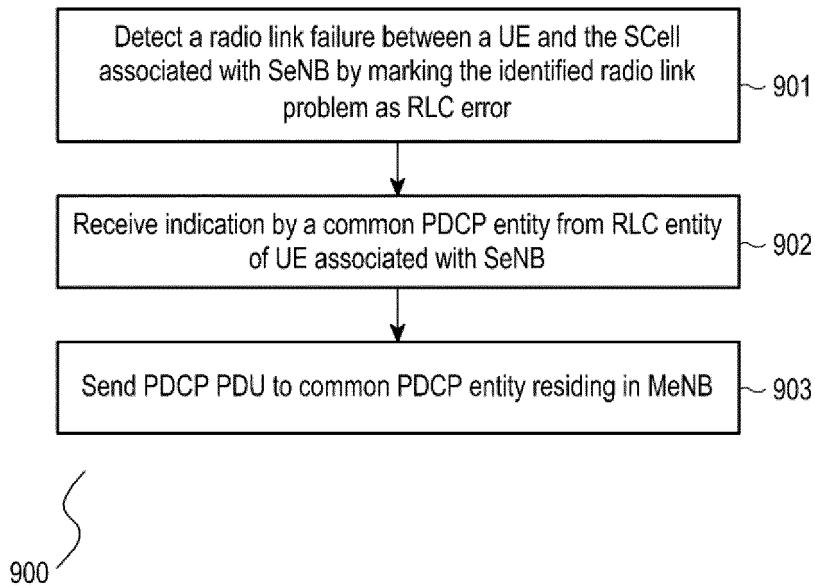 Detect a radio link failure between a UE and the SCell
associated with SeNB by marking the identified radio link
problem as RLC error
901
Receive indication by a common PDCP entity from RLC entity
of UE associated with SeNB
902
Send PDCP PDU to common PDCP entity residing in MeNB
903
900